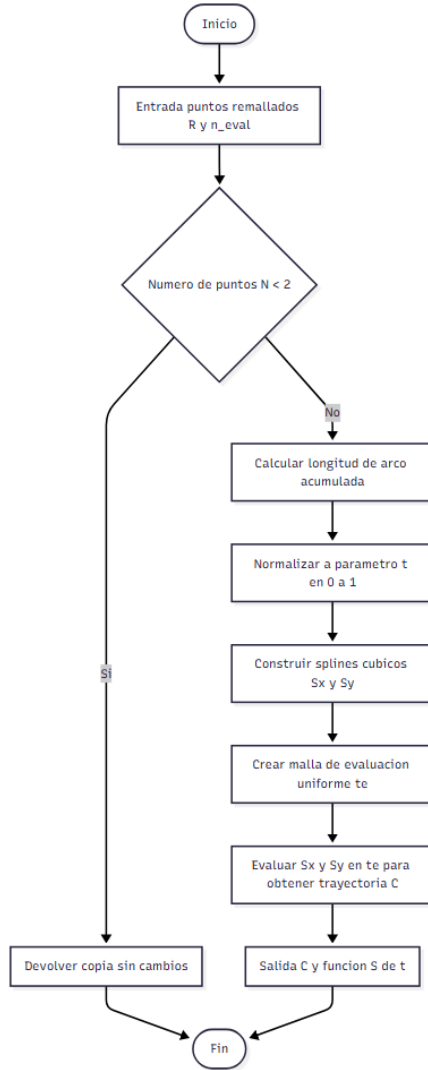 Inicio
Entrada puntos remallados
R y n_eval
Numero de puntos N < 2
No
Calcular longitud de arco
acumulada
Normalizar a parametro t
en 0 a 1
Construir splines cubicos
Sx y Sy
Si
Crear malla de evaluacion
uniforme te
Evaluar Sx y Sy en te para
obtener trayectoria C
Devolver copia sin cambios
Salida C y funcion S de t
Fin